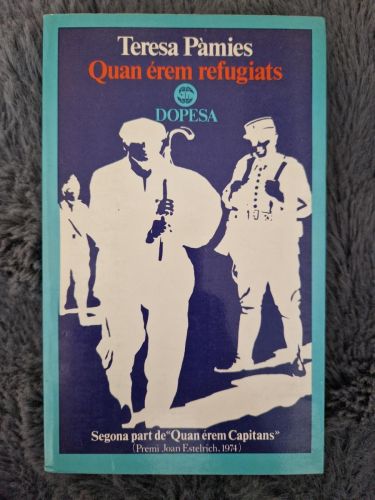 Teresa Pàmies
Quan érem refugiats
DOPESA
Segona part de "Quan érem Capitans"
(Premi Joan Estelrich, 1974)